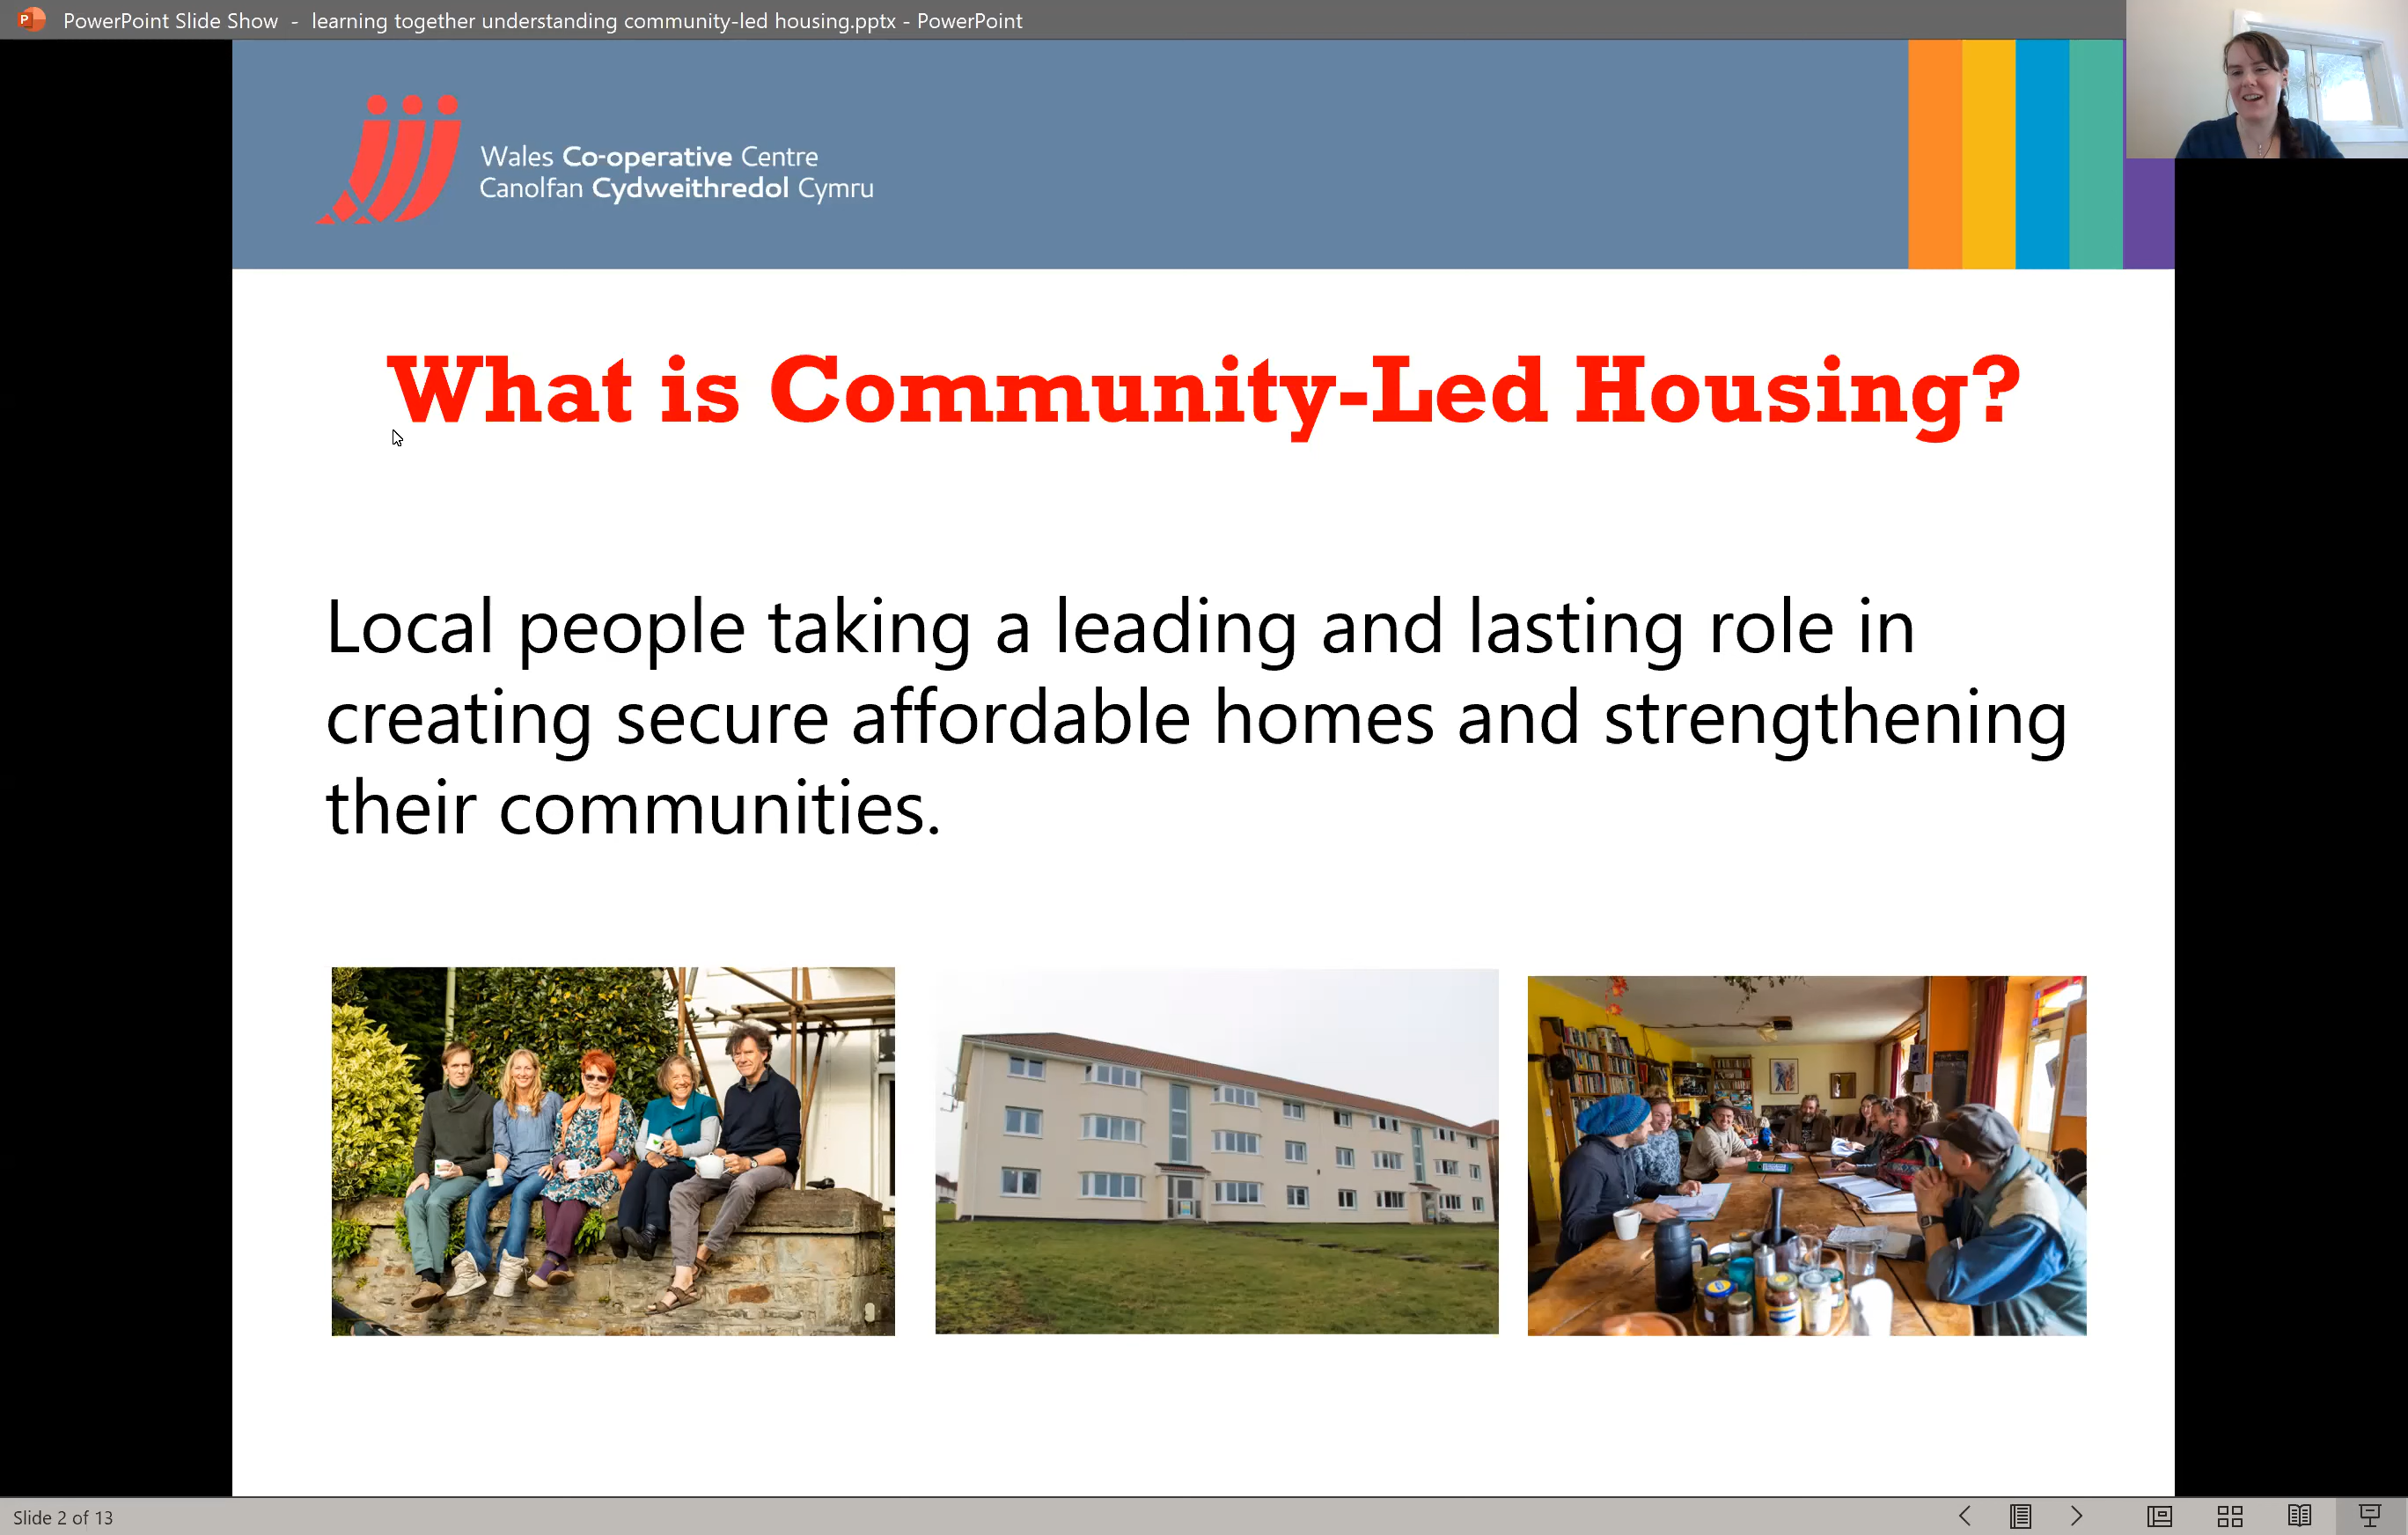 PowerPoint Slide Show - learning together understanding community-led housing.pptx - PowerPoint
Wales Co-operative Centre
Canolfan Cydweithredol Cymru
What is Community-Led Housing?
Local people taking a leading and lasting role in
creating secure affordable homes and strengthening
their communities.
Slide 2 of 13